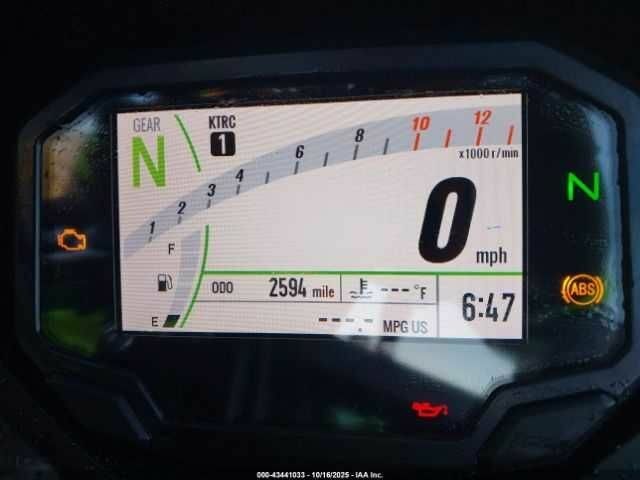 GEAR
N
KTRC
1
1 2 3 4 6 8 10 12
x1000 r/min
N
0 mph
F
E
ODO 2594 mile
---°F
6:47
---.- MPG US
ABS
000-43441033 - 10/16/2025 - IAA Inc.